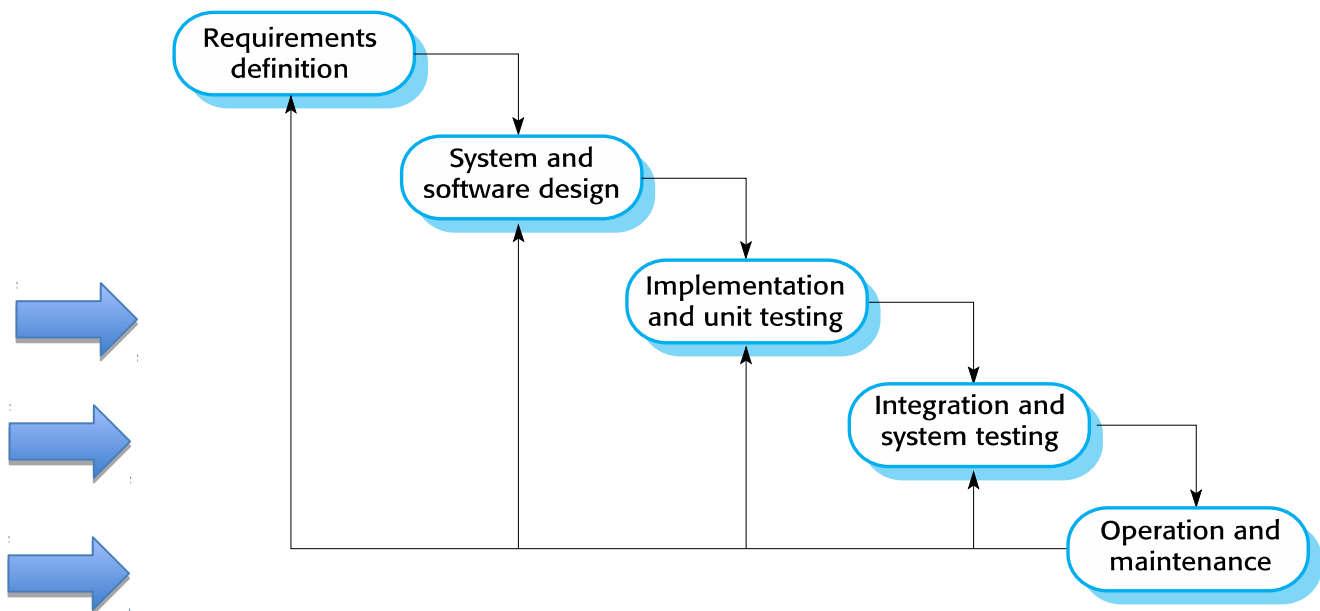 Requirements
definition
System and
software design
Implementation
and unit testing
Integration and
system testing
Operation and
maintenance